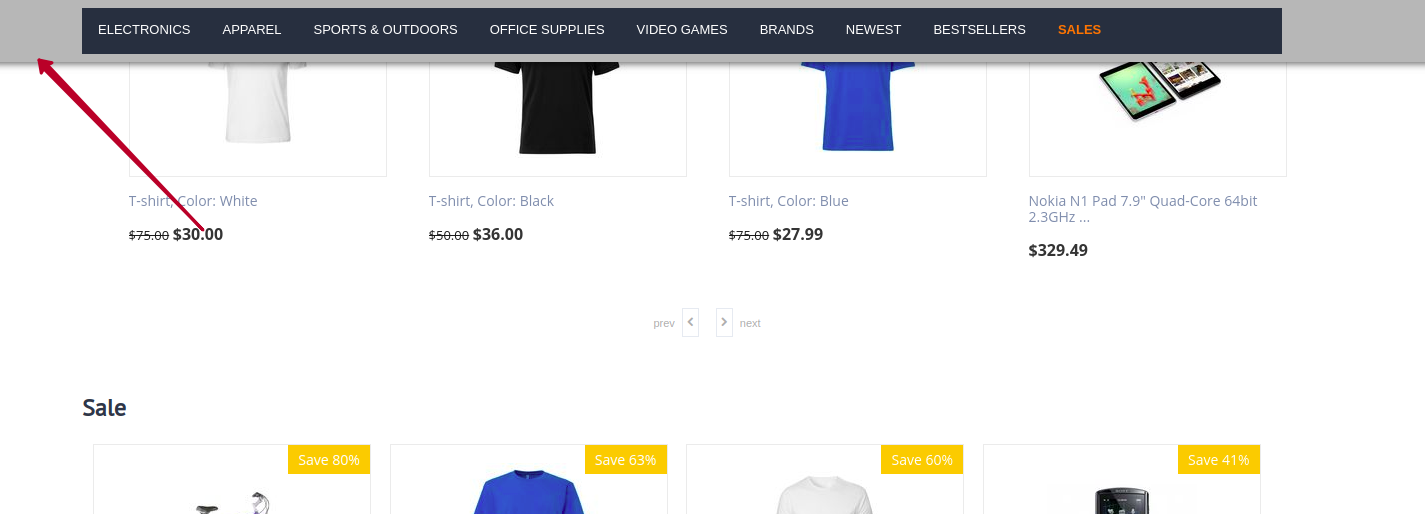 ELECTRONICS APPAREL SPORTS & OUTDOORS OFFICE SUPPLIES VIDEO GAMES BRANDS NEWEST BESTSELLERS SALES
T-shirt, Color: White
$75.00 $30.00
T-shirt, Color: Black
$50.00 $36.00
T-shirt, Color: Blue
$75.00 $27.99
Nokia N1 Pad 7.9" Quad-Core 64bit
2.3GHz ...
$329.49
prev next
Sale
Save 80%
Save 63%
Save 60%
Save 41%